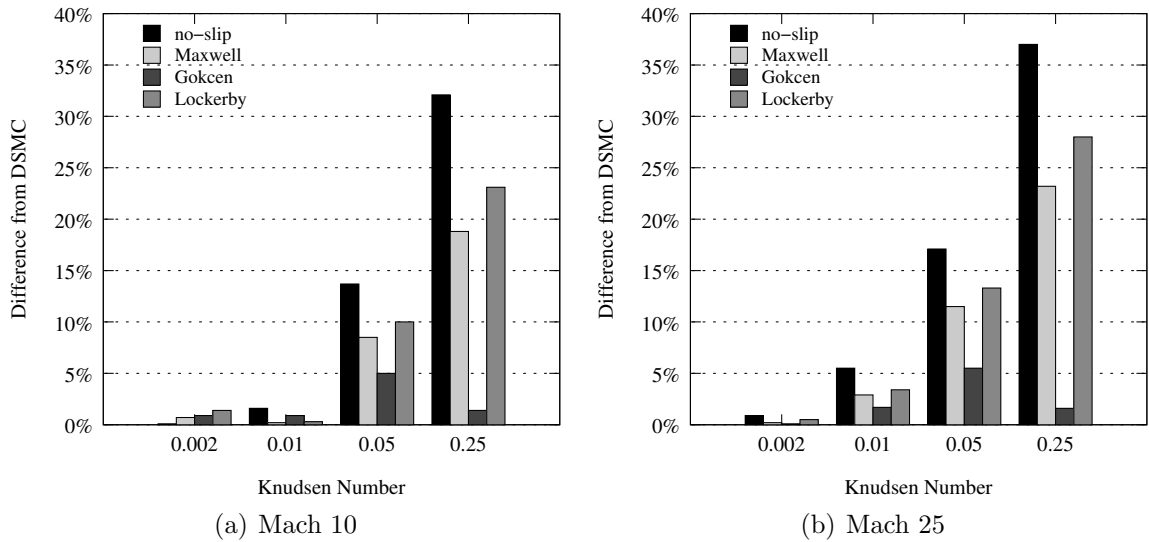 40%
35%
30%
25%
20%
15%
10%
5%
0%
Difference from DSMC
no−slip
Maxwell
Gokcen
Lockerby
0.002 0.01 0.05 0.25
Knudsen Number
(a) Mach 10
40%
35%
30%
25%
20%
15%
10%
5%
0%
Difference from DSMC
no−slip
Maxwell
Gokcen
Lockerby
0.002 0.01 0.05 0.25
Knudsen Number
(b) Mach 25